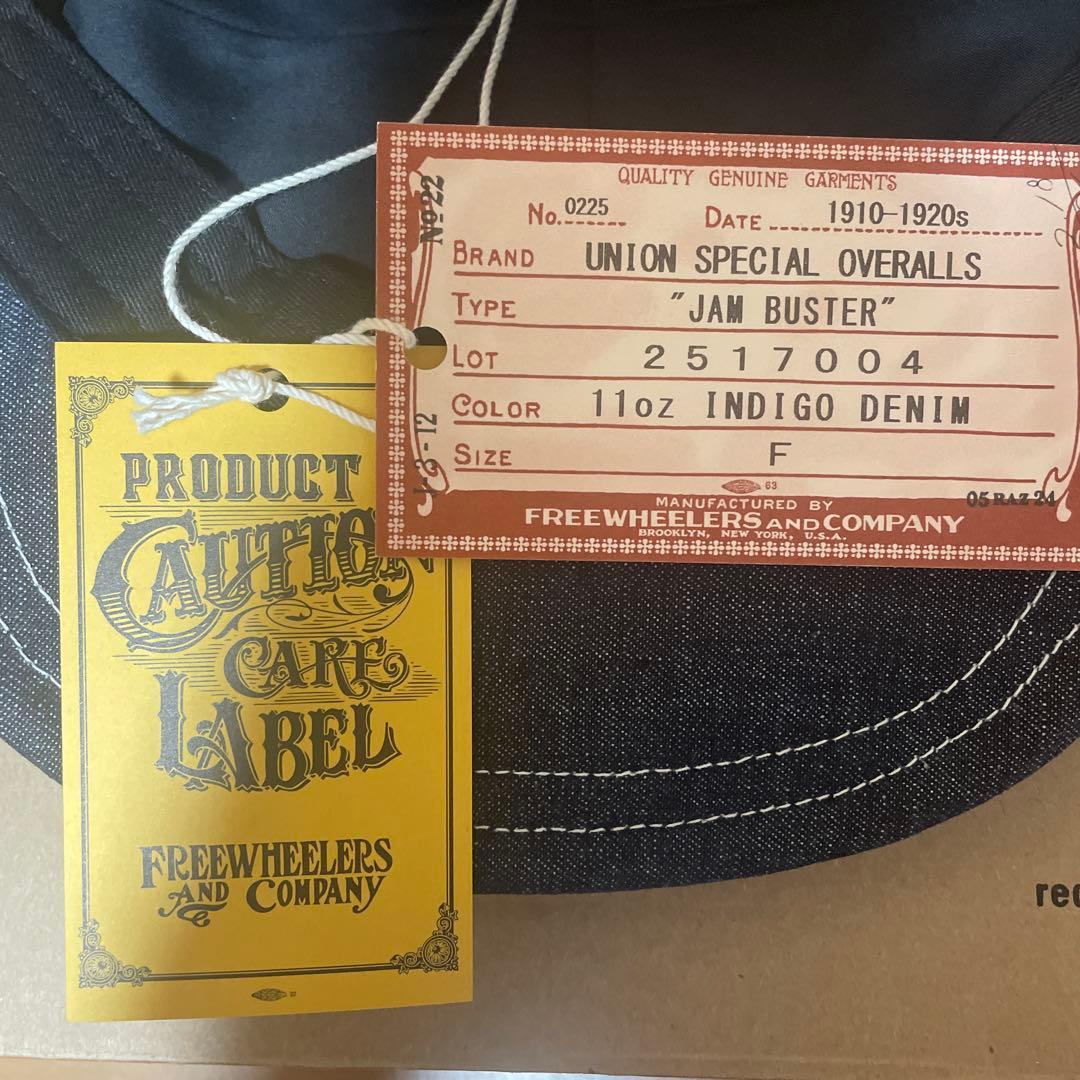 QUALITY GENUINE GARMENTS
No. 0225 DATE 1910-1920s
BRAND UNION SPECIAL OVERALLS
TYPE "JAM BUSTER"
LOT 2517004
COLOR 11oz INDIGO DENIM
SIZE F
63
05 RAZ 24
MANUFACTURED BY
FREEWHEELERS AND COMPANY
BROOKLYN, NEW YORK, U.S.A.
No 22
PRODUCT
CAUTION
CARE
LABEL
FREEWHEELERS
AND COMPANY